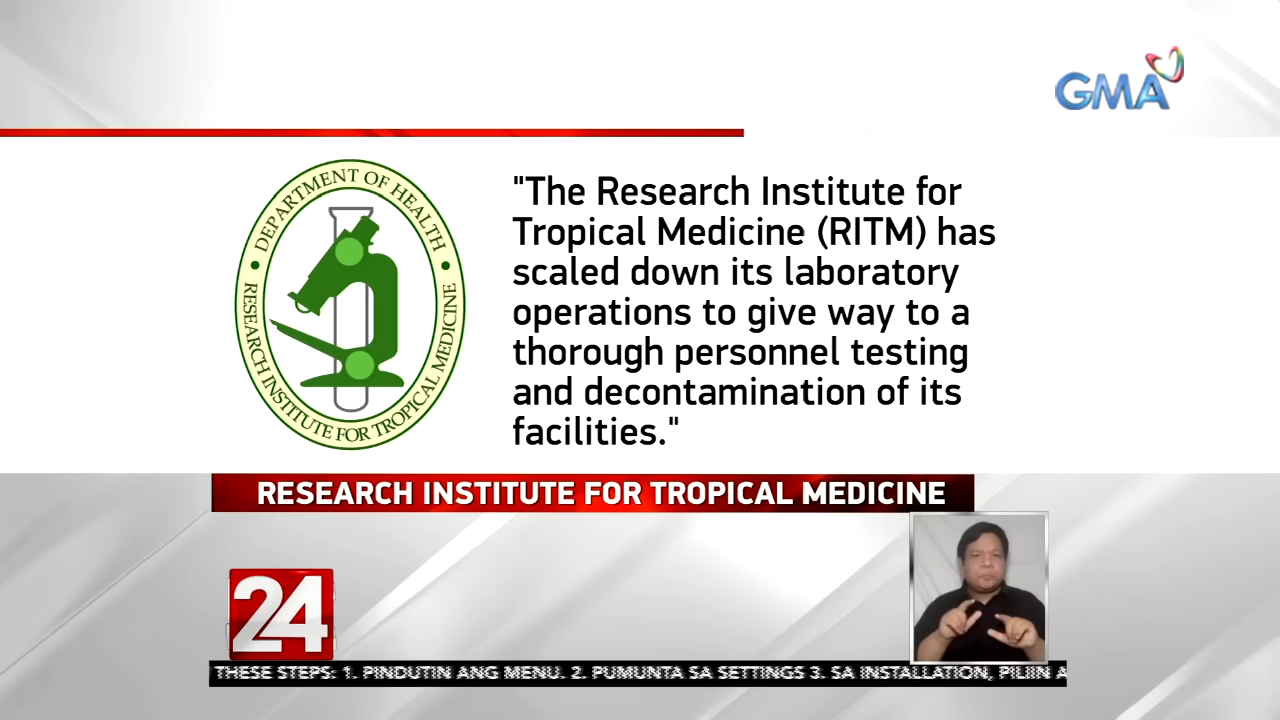 GMA
DEPARTMENT OF HEALTH
RESEARCH INSTITUTE FOR TROPICAL MEDICINE
"The Research Institute for
Tropical Medicine (RITM) has
scaled down its laboratory
operations to give way to a
thorough personnel testing
and decontamination of its
facilities."
RESEARCH INSTITUTE FOR TROPICAL MEDICINE
24
THESE STEPS: 1. PINDUTIN ANG MENU. 2. PUMUNTA SA SETTINGS 3. SA INSTALLATION, PILIIN A